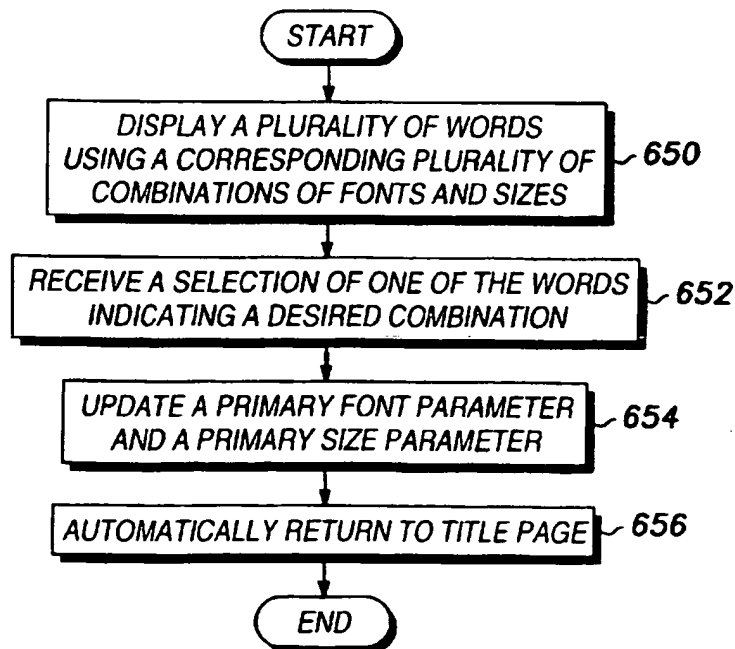 START
DISPLAY A PLURALITY OF WORDS
USING A CORRESPONDING PLURALITY OF
COMBINATIONS OF FONTS AND SIZES
650
RECEIVE A SELECTION OF ONE OF THE WORDS
INDICATING A DESIRED COMBINATION
652
UPDATE A PRIMARY FONT PARAMETER
AND A PRIMARY SIZE PARAMETER
654
AUTOMATICALLY RETURN TO TITLE PAGE
656
END